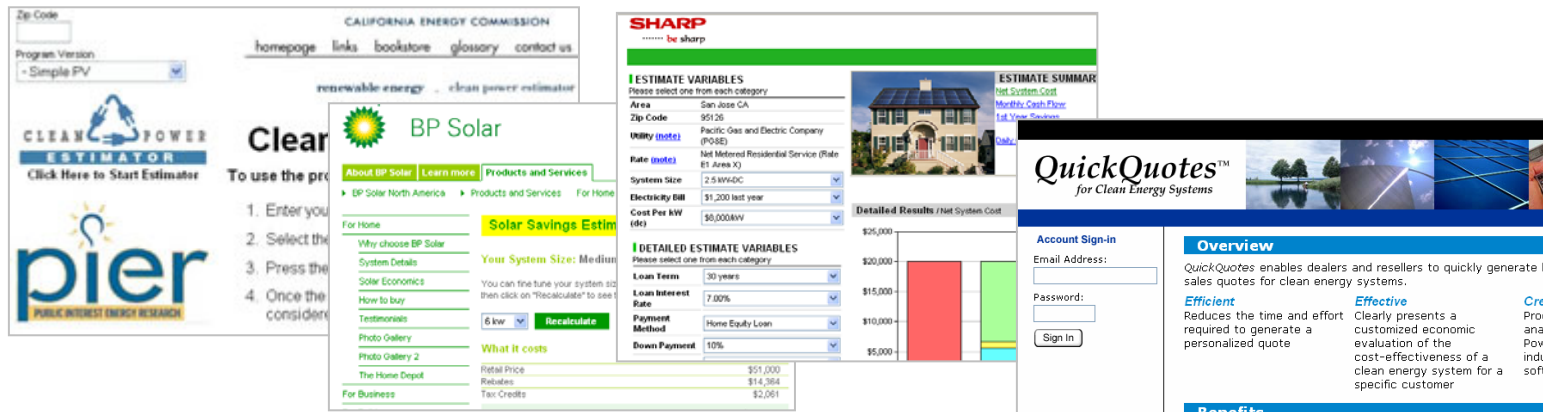 Zip Code
Program Version
- Simple PV
CLEAN POWER
ESTIMATOR
Click Here to Start Estimator
pier
PUBLIC INTEREST ENERGY RESEARCH
CALIFORNIA ENERGY COMMISSION
homepage links bookstore glossary contact us
renewable energy . clean power estimator
Clear
To use the pro
1. Enter you
2. Select the
3. Press the
4. Once the
considere
BP Solar
About BP Solar Learn more Products and Services
BP Solar North America Products and Services For Home
For Home
Why choose BP Solar
System Details
Solar Economics
How to buy
Testimonials
Photo Gallery
Photo Gallery 2
The Home Depot
For Business
Solar Savings Estim
Your System Size: Medium
You can fine tune your system siz
then click on "Recalculate" to see t
6 kw Recalculate
What it costs
Retail Price $51,000
Rebates $14,364
Tax Credits $2,061
SHARP
be sharp
ESTIMATE VARIABLES
Please select one from each category
Area San Jose CA
Zip Code 95126
Utility (note) Pacific Gas and Electric Company
(PG&E)
Rate (note) Net Metered Residential Service (Rate
E1 Area X)
System Size 2.5 kW-DC
Electricity Bill $1,200 last year
Cost Per kW
(dc) $8,000/kW
DETAILED ESTIMATE VARIABLES
Please select one from each category
Loan Term 30 years
Loan Interest
Rate 7.00%
Payment
Method Home Equity Loan
Down Payment 10%
ESTIMATE SUMMAR
Net System Cost
Monthly Cash Flow
1st Year Savings
Daily
Detailed Results / Net System Cost
$25,000
$20,000
$15,000
$10,000
$5,000
QuickQuotes™
for Clean Energy Systems
Account Sign-in
Email Address:
Password:
Sign In
Overview
QuickQuotes enables dealers and resellers to quickly generate
sales quotes for clean energy systems.
Efficient
Reduces the time and effort
required to generate a
personalized quote
Effective
Clearly presents a
customized economic
evaluation of the
cost-effectiveness of a
clean energy system for a
specific customer
Cre
Pro
ana
Pow
indu
soft
Benefits